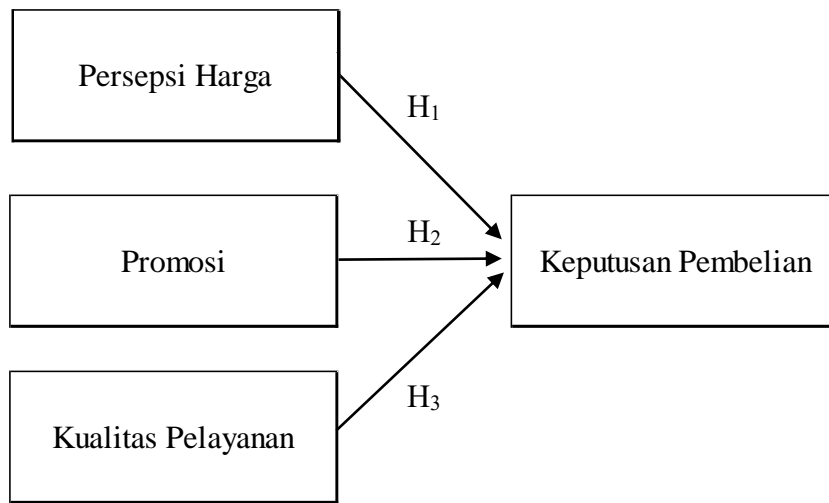 Persepsi Harga
H₁
Promosi
H₂
Keputusan Pembelian
Kualitas Pelayanan
H₃